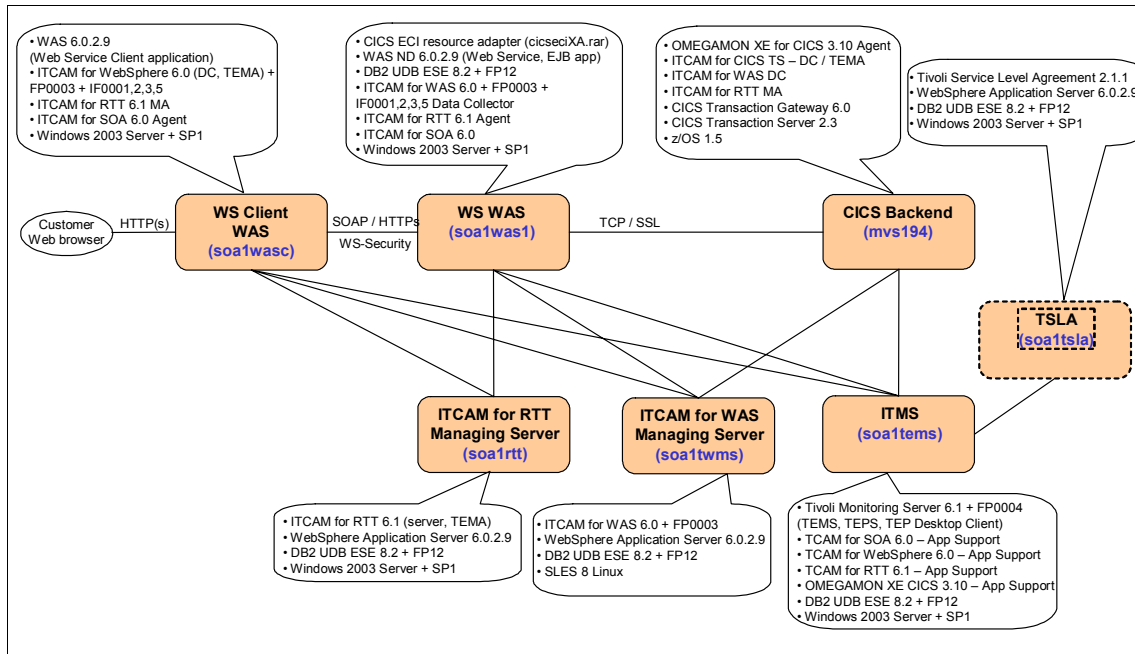 • WAS 6.0.2.9
(Web Service Client application)
• ITCAM for WebSphere 6.0 (DC, TEMA) +
FP0003 + IF0001,2,3,5
• ITCAM for RTT 6.1 MA
• ITCAM for SOA 6.0 Agent
• Windows 2003 Server + SP1
• CICS ECI resource adapter (cicseciXA.rar)
• WAS ND 6.0.2.9 (Web Service, EJB app)
• DB2 UDB ESE 8.2 + FP12
• ITCAM for WAS 6.0 + FP0003 +
IF0001,2,3,5 Data Collector
• ITCAM for RTT 6.1 Agent
• ITCAM for SOA 6.0
• Windows 2003 Server + SP1
• OMEGAMON XE for CICS 3.10 Agent
• ITCAM for CICS TS – DC / TEMA
• ITCAM for WAS DC
• ITCAM for RTT MA
• CICS Transaction Gateway 6.0
• CICS Transaction Server 2.3
• z/OS 1.5
• Tivoli Service Level Agreement 2.1.1
• WebSphere Application Server 6.0.2.9
• DB2 UDB ESE 8.2 + FP12
• Windows 2003 Server + SP1
Customer
Web browser
HTTP(s)
WS Client
WAS
(soa1wasc)
SOAP / HTTPs
WS-Security
WS WAS
(soa1was1)
TCP / SSL
CICS Backend
(mvs194)
TSLA
(soa1tsla)
ITCAM for RTT
Managing Server
(soa1rtt)
ITCAM for WAS
Managing Server
(soa1twms)
ITMS
(soa1tems)
• ITCAM for RTT 6.1 (server, TEMA)
• WebSphere Application Server 6.0.2.9
• DB2 UDB ESE 8.2 + FP12
• Windows 2003 Server + SP1
• ITCAM for WAS 6.0 + FP0003
• WebSphere Application Server 6.0.2.9
• DB2 UDB ESE 8.2 + FP12
• SLES 8 Linux
• Tivoli Monitoring Server 6.1 + FP0004
(TEMS, TEPS, TEP Desktop Client)
• TCAM for SOA 6.0 – App Support
• TCAM for WebSphere 6.0 – App Support
• TCAM for RTT 6.1 – App Support
• OMEGAMON XE CICS 3.10 – App Support
• DB2 UDB ESE 8.2 + FP12
• Windows 2003 Server + SP1